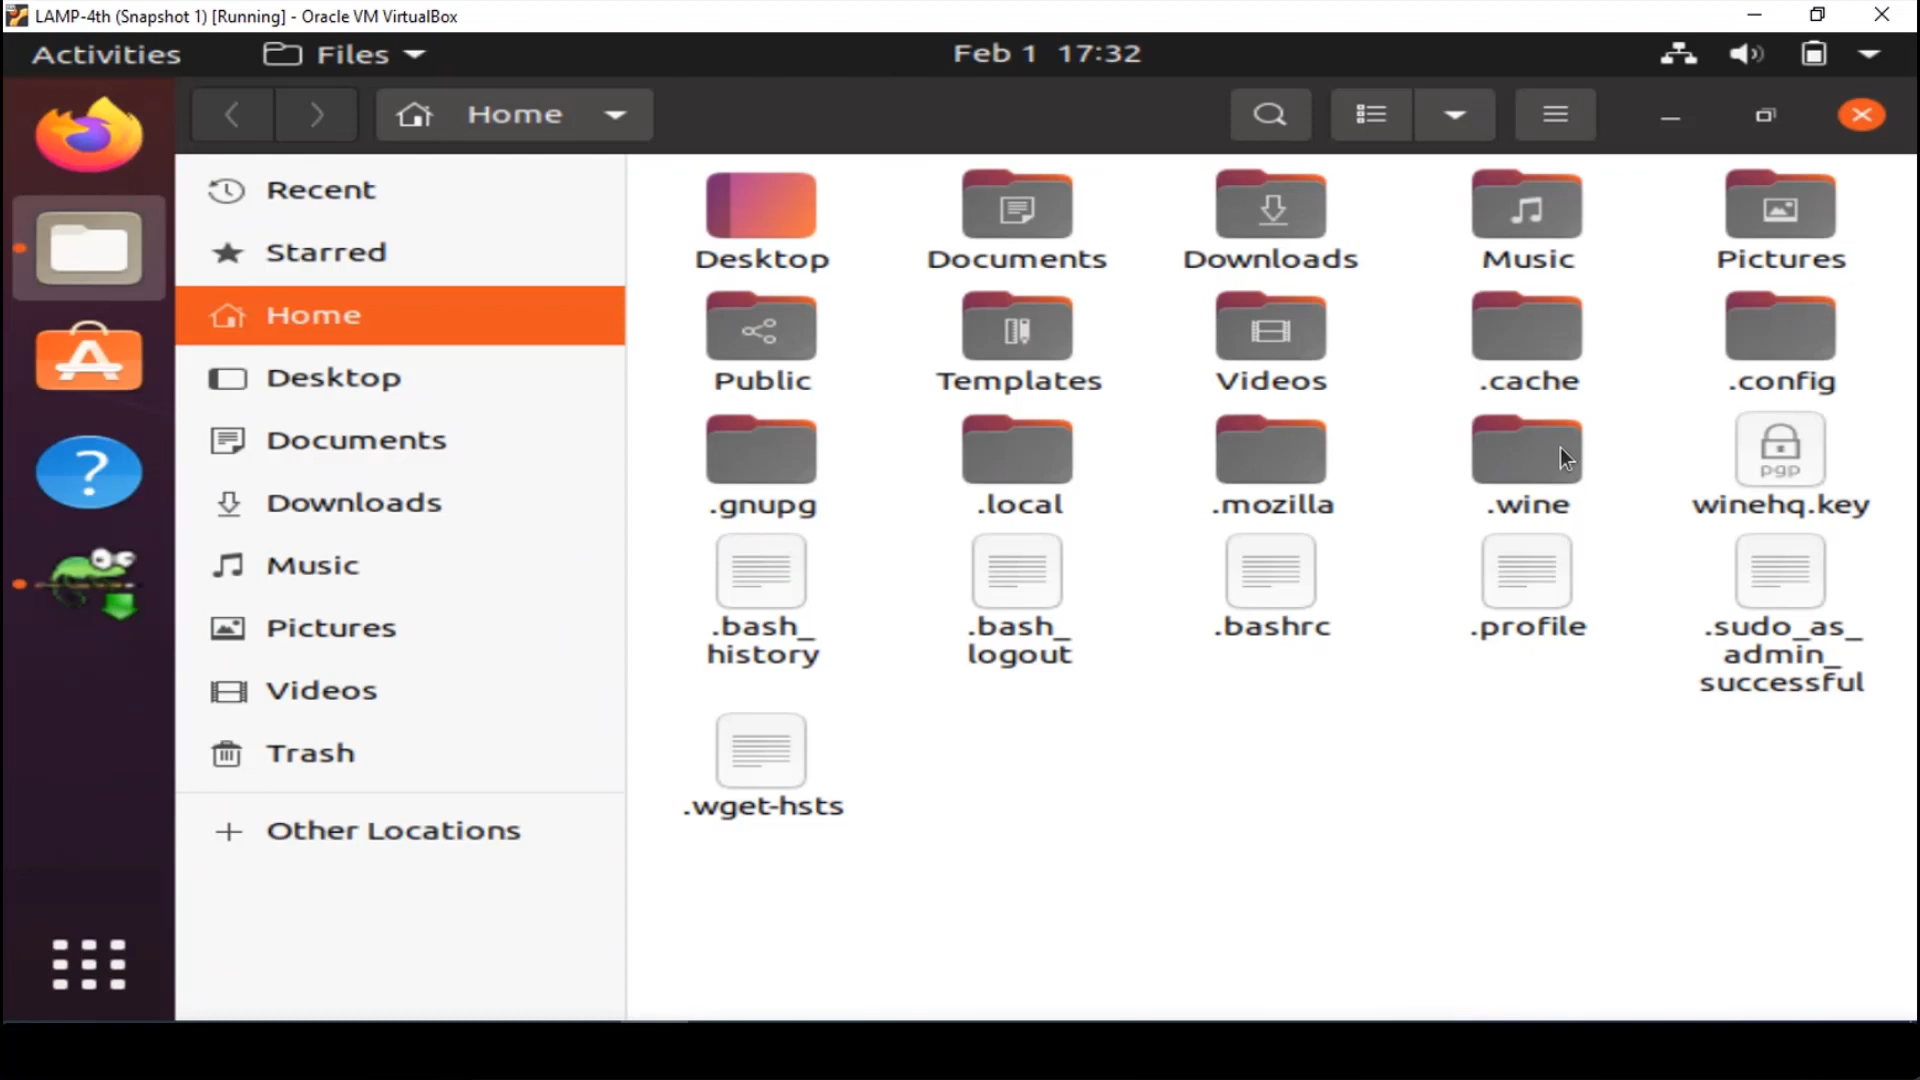 LAMP-4th (Snapshot 1) [Running] - Oracle VM VirtualBox
Activities
Files
Feb 1 17:32
Home
Recent
Starred
Home
Desktop
Documents
Downloads
Music
Pictures
Videos
Trash
Other Locations
Desktop
Documents
Downloads
Music
Pictures
Public
Templates
Videos
.cache
.config
pgp
.gnupg
.local
.mozilla
.wine
winehq.key
.bash_
history
.bash_
logout
.bashrc
.profile
.sudo_as_
admin_
successful
.wget-hsts